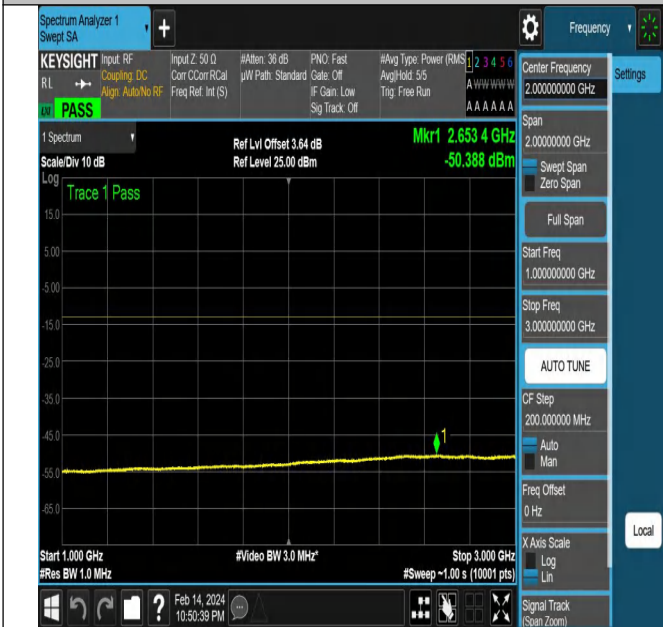 Spectrum Analyzer 1
Swept SA
+
Frequency
KEYSIGHT
RL
PASS
Input: RF
Coupling: DC
Align: Auto/No RF
Input Z: 50 Ω
Corr CCorr RCal
Freq Ref: Int (S)
#Atten: 36 dB
µW Path: Standard
PNO: Fast
Gate: Off
IF Gain: Low
Sig Track: Off
#Avg Type: Power (RMS
Avg|Hold: 5/5
Trig: Free Run
1 2 3 4 5 6
A W W W W W
A A A A A A
1 Spectrum
Scale/Div 10 dB
Log
Ref Lvl Offset 3.64 dB
Ref Level 25.00 dBm
Mkr1 2.653 4 GHz
-50.388 dBm
Trace 1 Pass
15.0
5.00
-5.00
-15.0
-25.0
-35.0
-45.0
-55.0
-65.0
1
Start 1.000 GHz
#Res BW 1.0 MHz
#Video BW 3.0 MHz*
Stop 3.000 GHz
#Sweep ~1.00 s (10001 pts)
Feb 14, 2024
10:50:39 PM
Center Frequency
2.00000000 GHz
Span
2.00000000 GHz
Swept Span
Zero Span
Full Span
Start Freq
1.000000000 GHz
Stop Freq
3.000000000 GHz
AUTO TUNE
CF Step
200.000000 MHz
Auto
Man
Freq Offset
0 Hz
X Axis Scale
Log
Lin
Signal Track
(Span Zoom)
Settings
Local